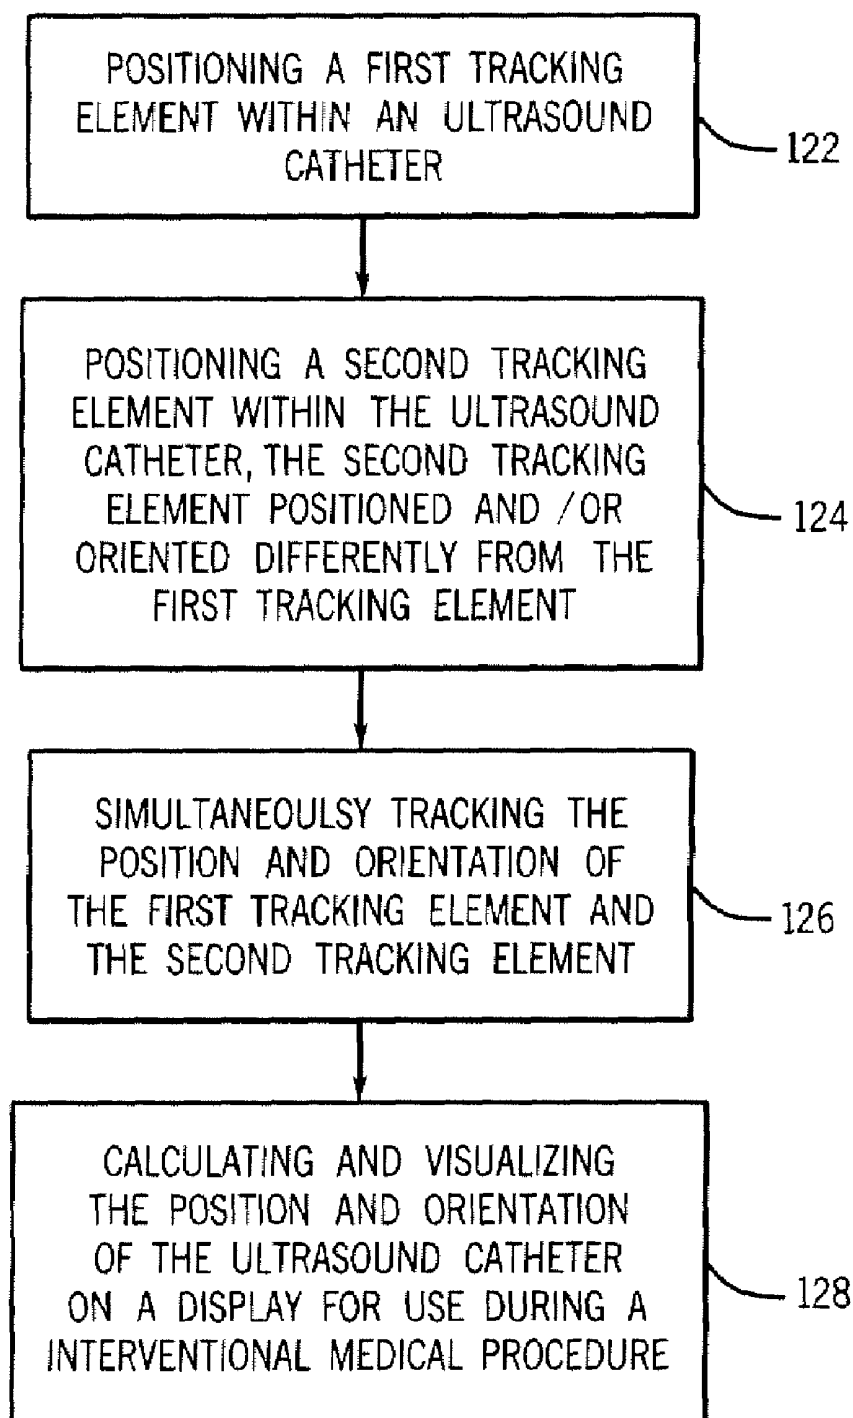 POSITIONING A FIRST TRACKING
ELEMENT WITHIN AN ULTRASOUND
CATHETER
122
POSITIONING A SECOND TRACKING
ELEMENT WITHIN THE ULTRASOUND
CATHETER, THE SECOND TRACKING
ELEMENT POSITIONED AND /OR
ORIENTED DIFFERENTLY FROM THE
FIRST TRACKING ELEMENT
124
SIMULTANEOULSY TRACKING THE
POSITION AND ORIENTATION OF
THE FIRST TRACKING ELEMENT AND
THE SECOND TRACKING ELEMENT
126
CALCULATING AND VISUALIZING
THE POSITION AND ORIENTATION
OF THE ULTRASOUND CATHETER
ON A DISPLAY FOR USE DURING A
INTERVENTIONAL MEDICAL PROCEDURE
128